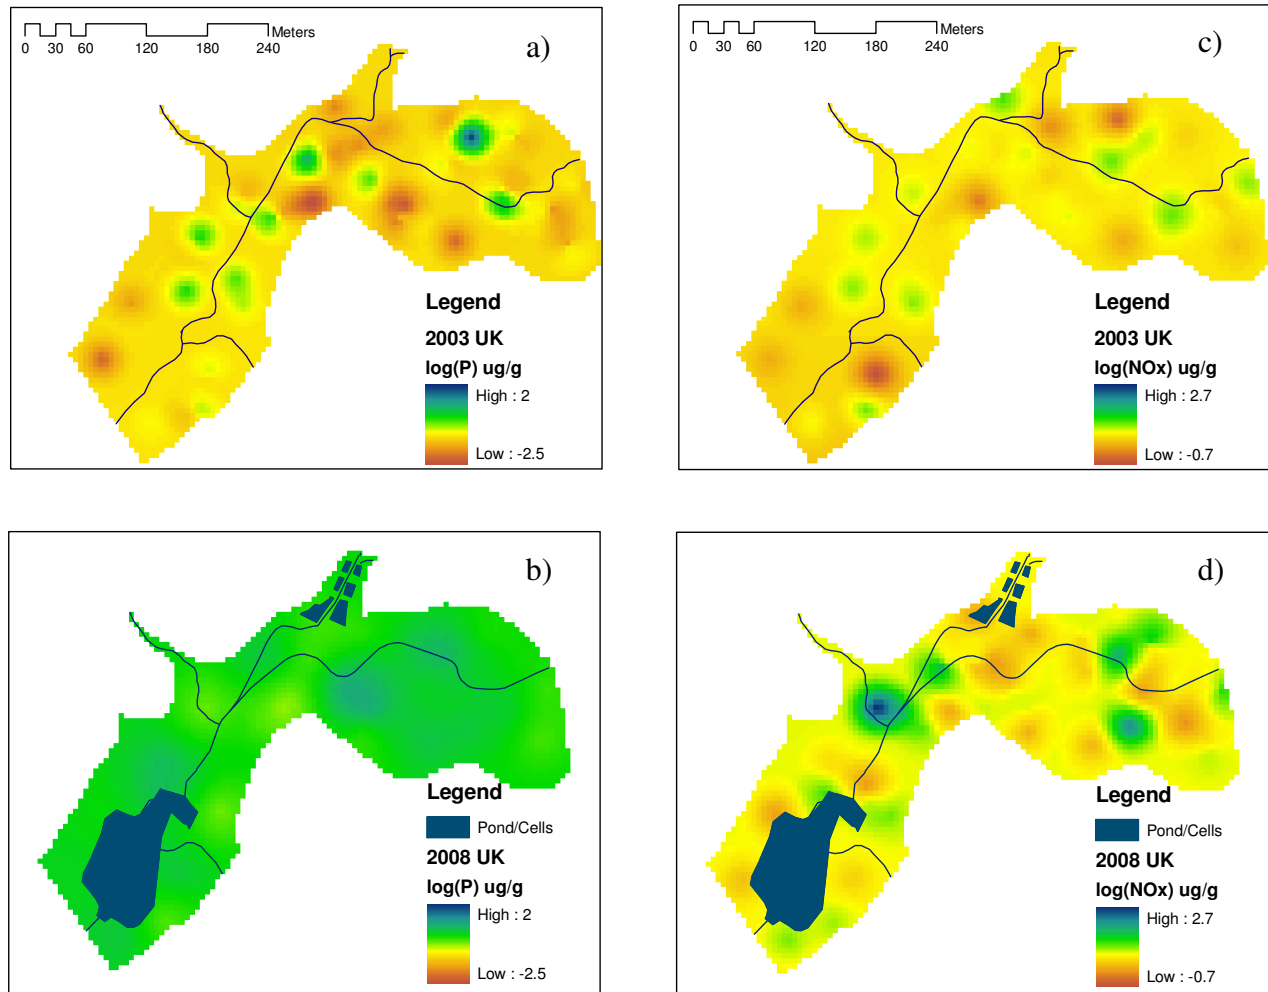 Meters
0 30 60 120 180 240
a)
Legend
2003 UK
log(P) ug/g
High : 2
Low : -2.5
Meters
0 30 60 120 180 240
c)
Legend
2003 UK
log(NOx) ug/g
High : 2.7
Low : -0.7
b)
Legend
Pond/Cells
2008 UK
log(P) ug/g
High : 2
Low : -2.5
d)
Legend
Pond/Cells
2008 UK
log(NOx) ug/g
High : 2.7
Low : -0.7